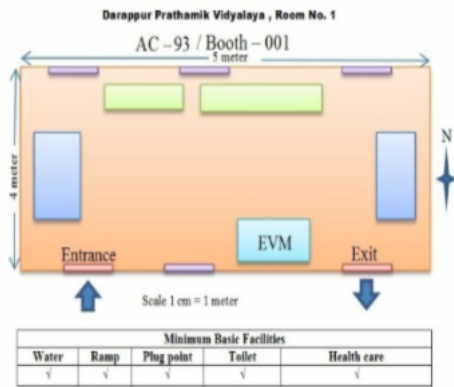 Darappur Prathamik Vidyalaya , Room No. 1
AC –93 / Booth–001
5 meter
4 meter
N
EVM
Entrance
Exit
Scale 1 cm = 1 meter
Minimum Basic Facilities
Water Ramp Plug point Toilet Health care
√ √ √ √ √